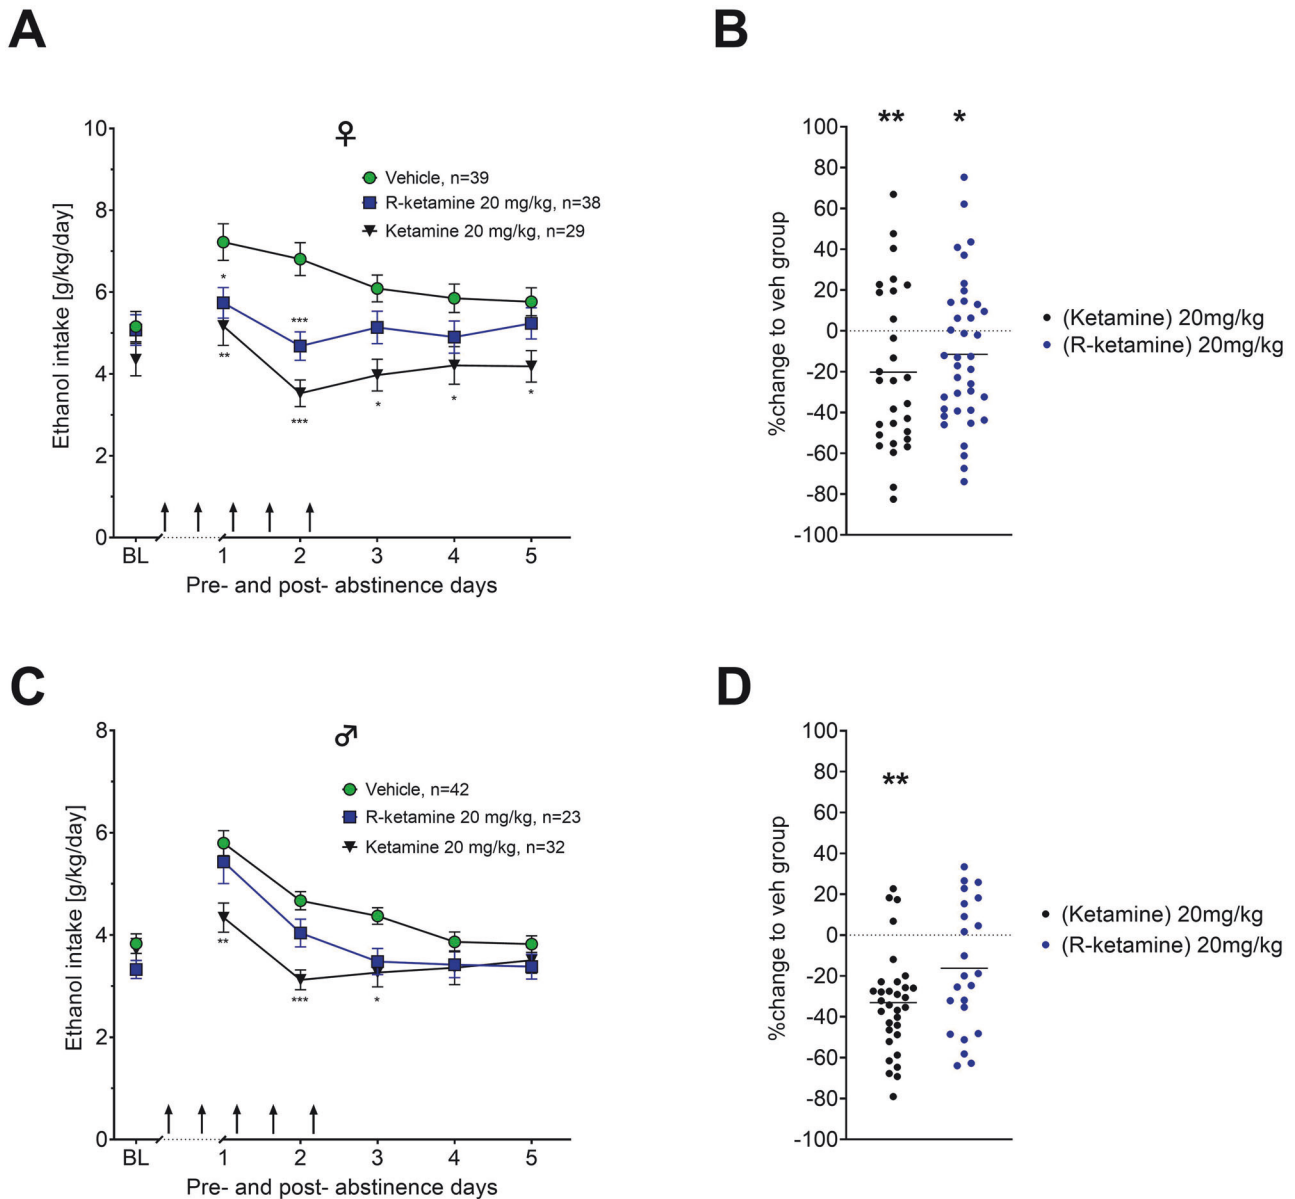 A
♀
Vehicle, n=39
R-ketamine 20 mg/kg, n=38
Ketamine 20 mg/kg, n=29
Ethanol intake [g/kg/day]
10
8
6
4
2
0
*
**
***
***
*
*
*
BL 1 2 3 4 5
Pre- and post- abstinence days
B
** *
%change to veh group
100
80
60
40
20
0
-20
-40
-60
-80
-100
(Ketamine) 20mg/kg
(R-ketamine) 20mg/kg
C
♂
Vehicle, n=42
R-ketamine 20 mg/kg, n=23
Ketamine 20 mg/kg, n=32
Ethanol intake [g/kg/day]
8
6
4
2
0
**
***
*
BL 1 2 3 4 5
Pre- and post- abstinence days
D
**
%change to veh group
100
80
60
40
20
0
-20
-40
-60
-80
-100
(Ketamine) 20mg/kg
(R-ketamine) 20mg/kg